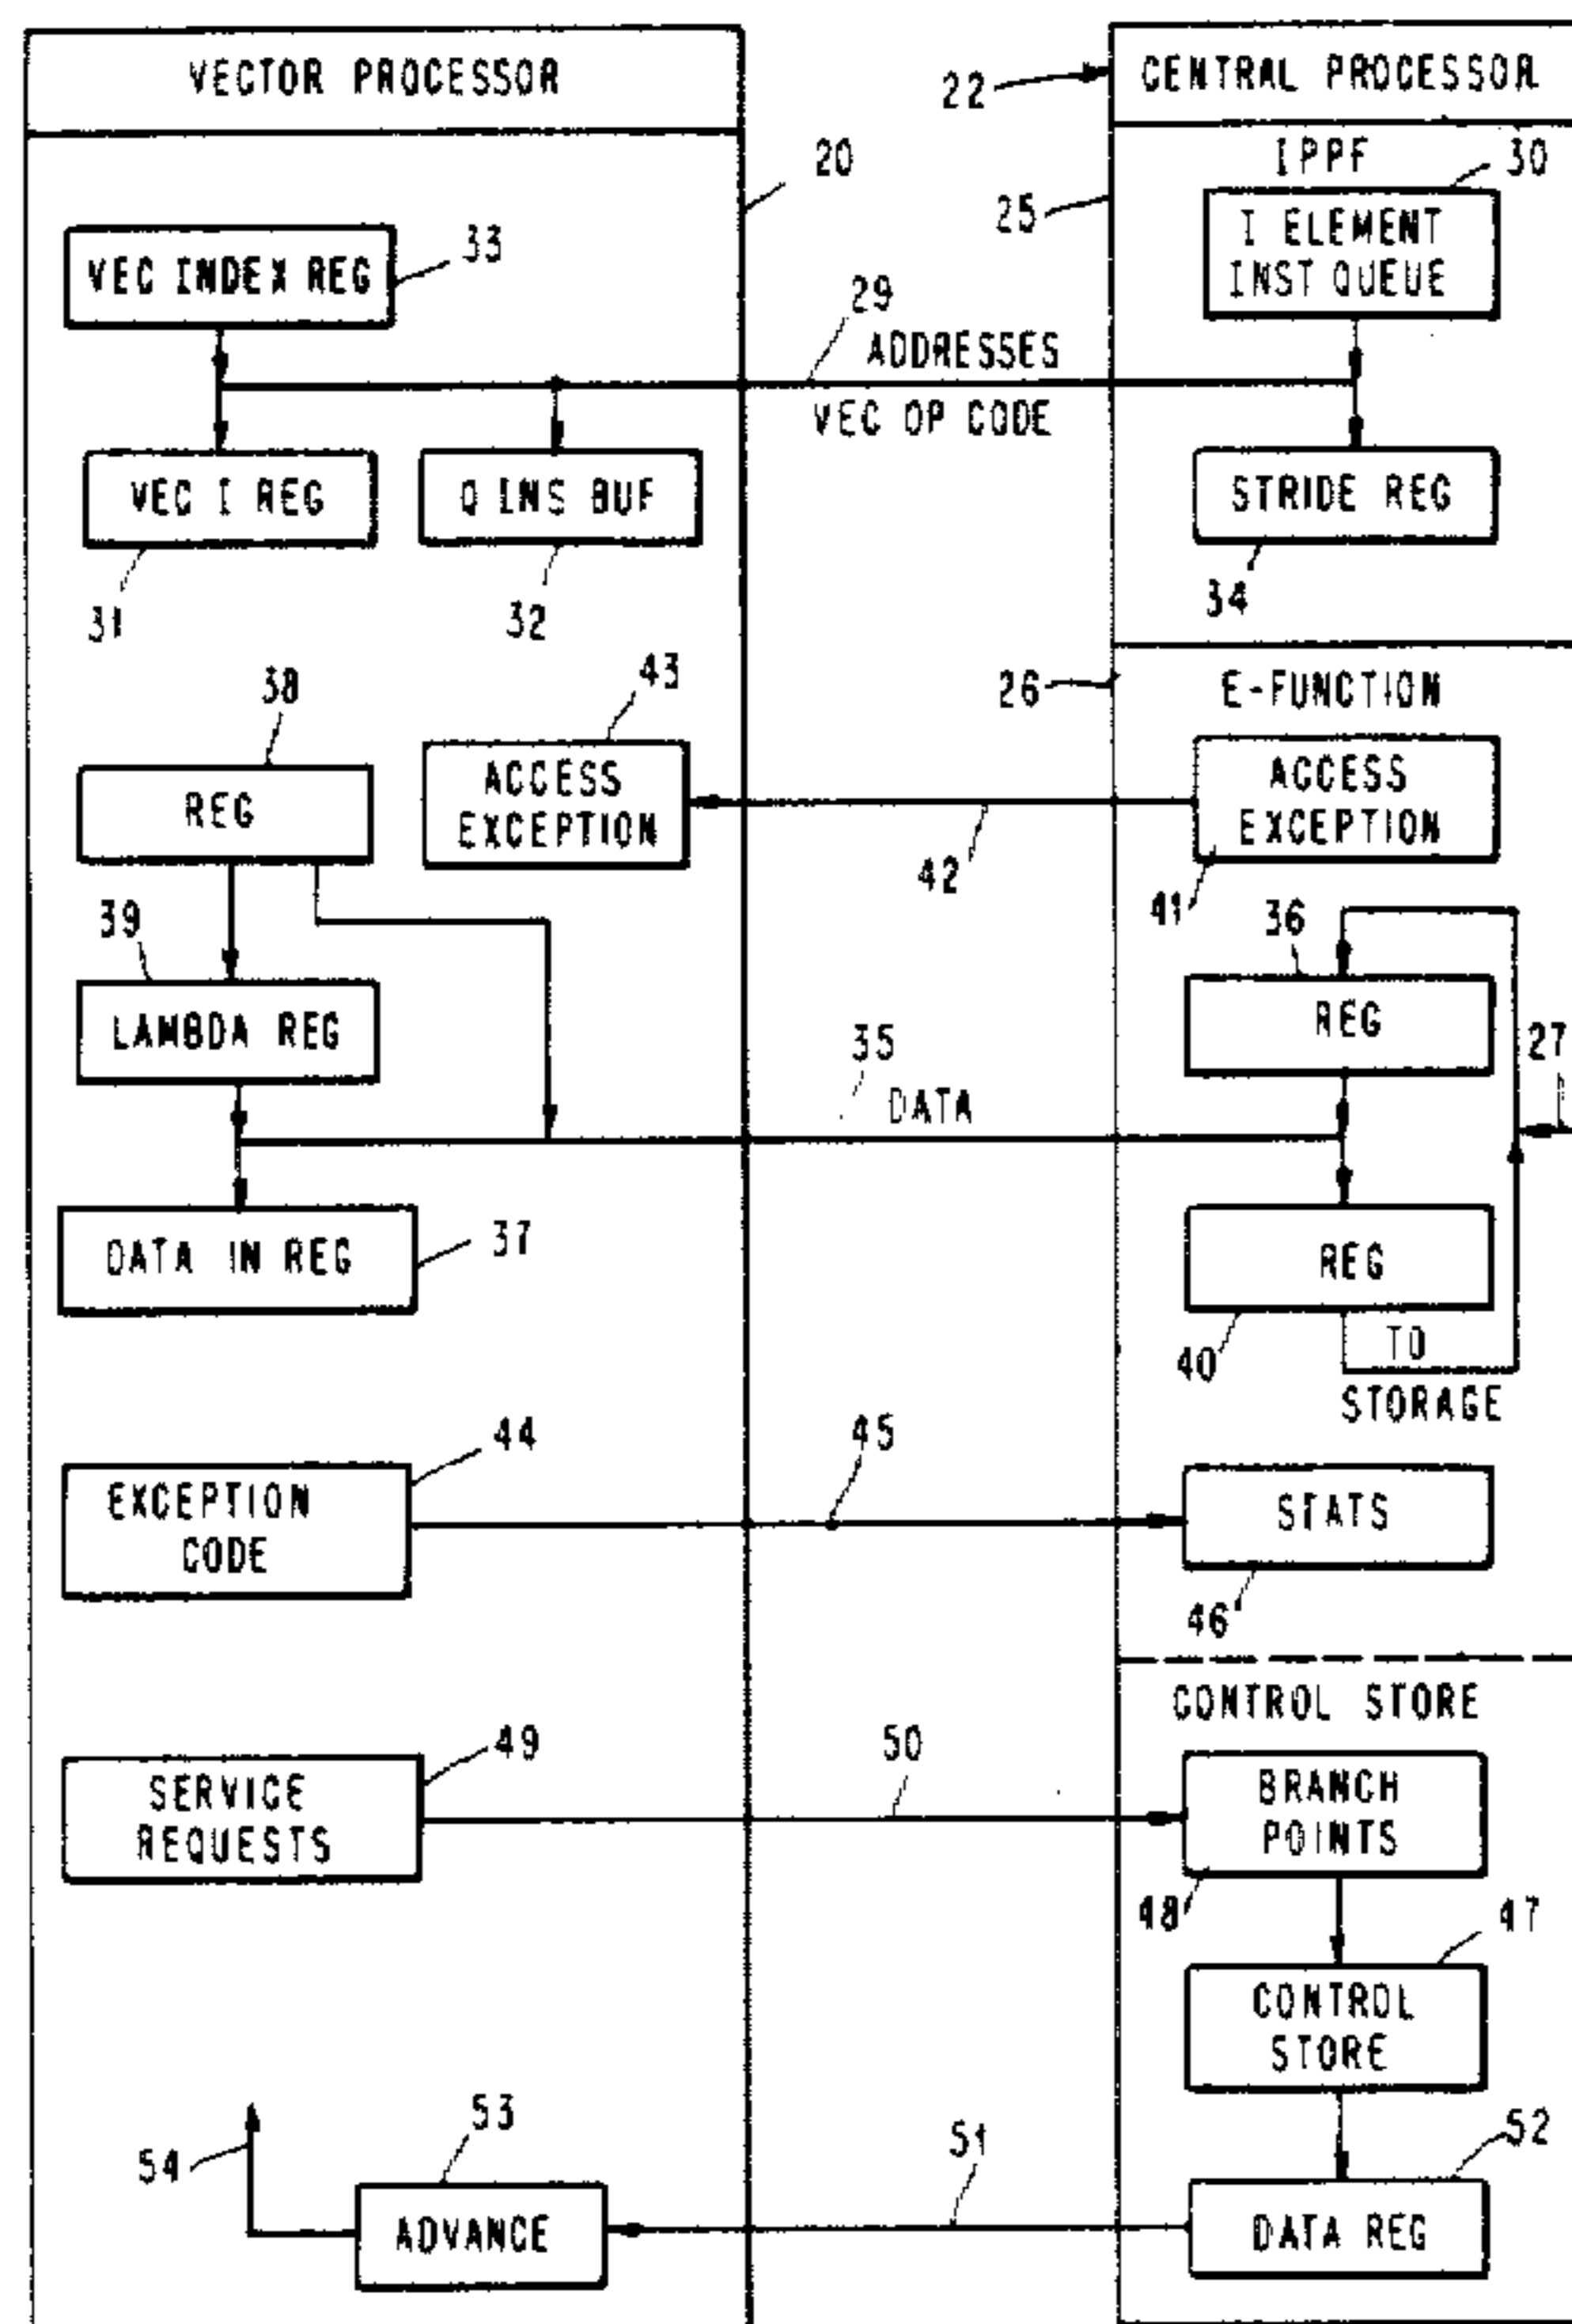 VECTOR PROCESSOR
22
CENTRAL PROCESSOR
20
25
IPPF
30
33
VEC INDEX REG
I ELEMENT
INST QUEUE
29
ADDRESSES
VEC OP CODE
VEC I REG
Q INS BUF
STRIDE REG
31
32
34
26
E-FUNCTION
38
43
REG
ACCESS
EXCEPTION
ACCESS
EXCEPTION
42
41
39
36
LAMBDA REG
REG
27
35
DATA
DATA IN REG
37
REG
40
TO
STORAGE
44
45
EXCEPTION
CODE
STATS
46
CONTROL STORE
49
50
SERVICE
REQUESTS
BRANCH
POINTS
48
47
CONTROL
STORE
54
53
51
52
ADVANCE
DATA REG